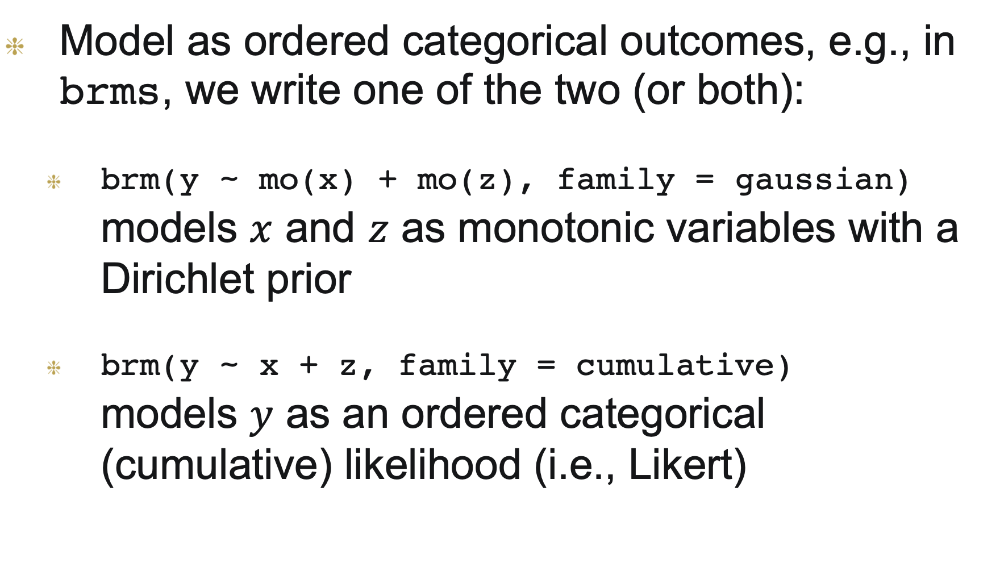 Model as ordered categorical outcomes, e.g., in
brms, we write one of the two (or both):
brm(y ~ mo(x) + mo(z), family = gaussian)
models x and z as monotonic variables with a
Dirichlet prior
brm(y ~ x + z, family = cumulative)
models y as an ordered categorical
(cumulative) likelihood (i.e., Likert)